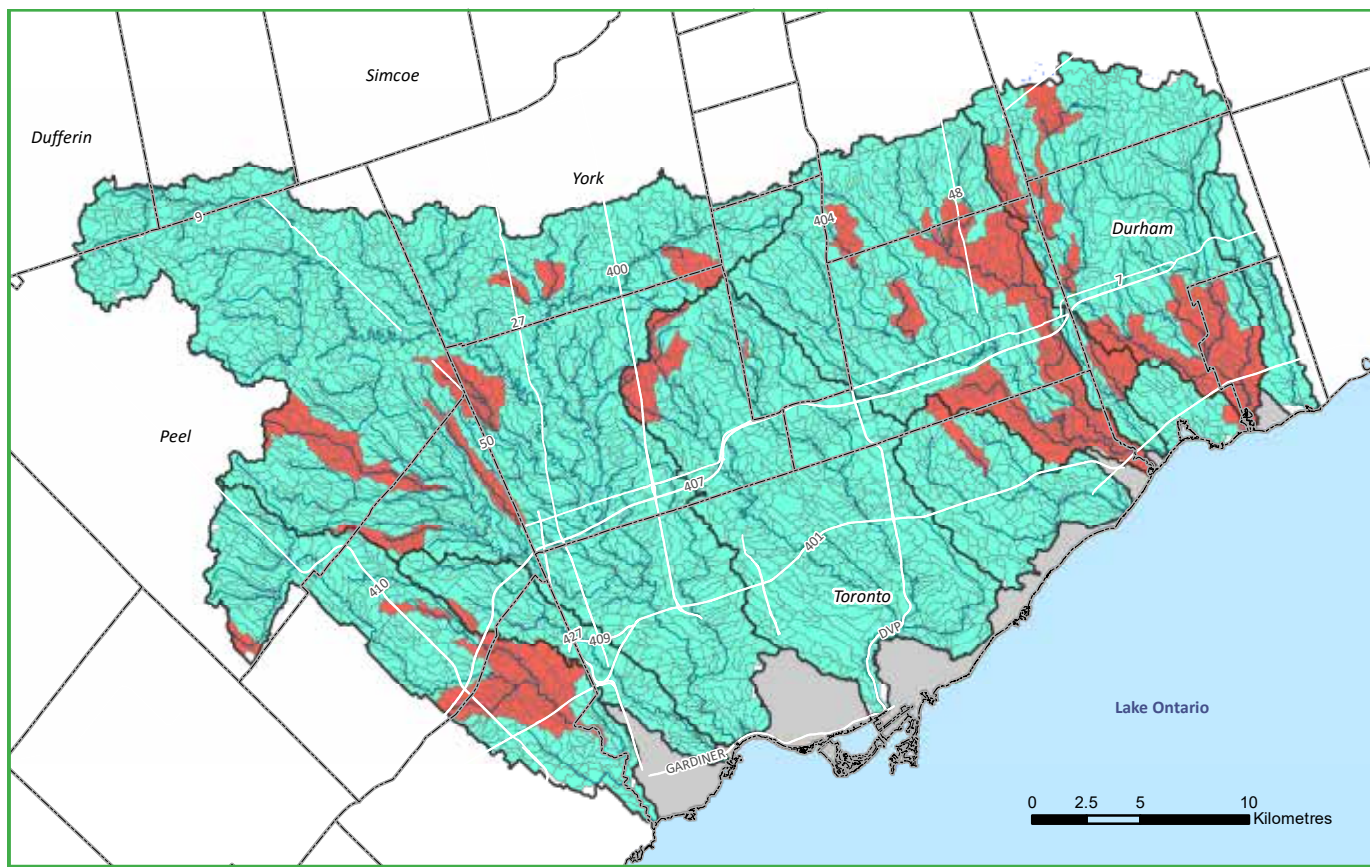 Simcoe
Dufferin
York
9
48
404
Durham
400
7
27
Peel
50
407
401
410
Toronto
427
409
DVP
Lake Ontario
GARDINER
0 2.5 5 10
Kilometres